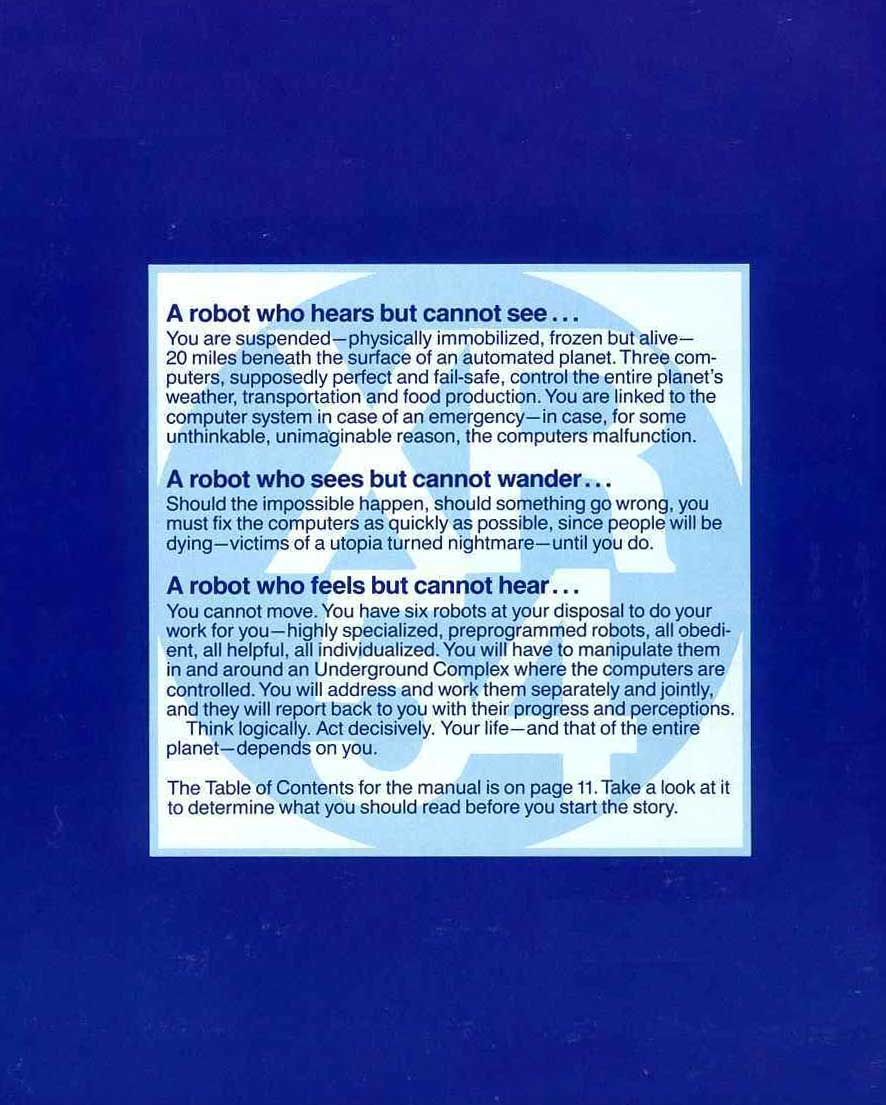 A robot who hears but cannot see...
You are suspended—physically immobilized, frozen but alive—
20 miles beneath the surface of an automated planet. Three com-
puters, supposedly perfect and fail-safe, control the entire planet's
weather, transportation and food production. You are linked to the
computer system in case of an emergency—in case, for some
unthinkable, unimaginable reason, the computers malfunction.
A robot who sees but cannot wander...
Should the impossible happen, should something go wrong, you
must fix the computers as quickly as possible, since people will be
dying—victims of a utopia turned nightmare—until you do.
A robot who feels but cannot hear...
You cannot move. You have six robots at your disposal to do your
work for you—highly specialized, preprogrammed robots, all obedi-
ent, all helpful, all individualized. You will have to manipulate them
in and around an Underground Complex where the computers are
controlled. You will address and work them separately and jointly,
and they will report back to you with their progress and perceptions.
Think logically. Act decisively. Your life—and that of the entire
planet—depends on you.
The Table of Contents for the manual is on page 11. Take a look at it
to determine what you should read before you start the story.
XR
54